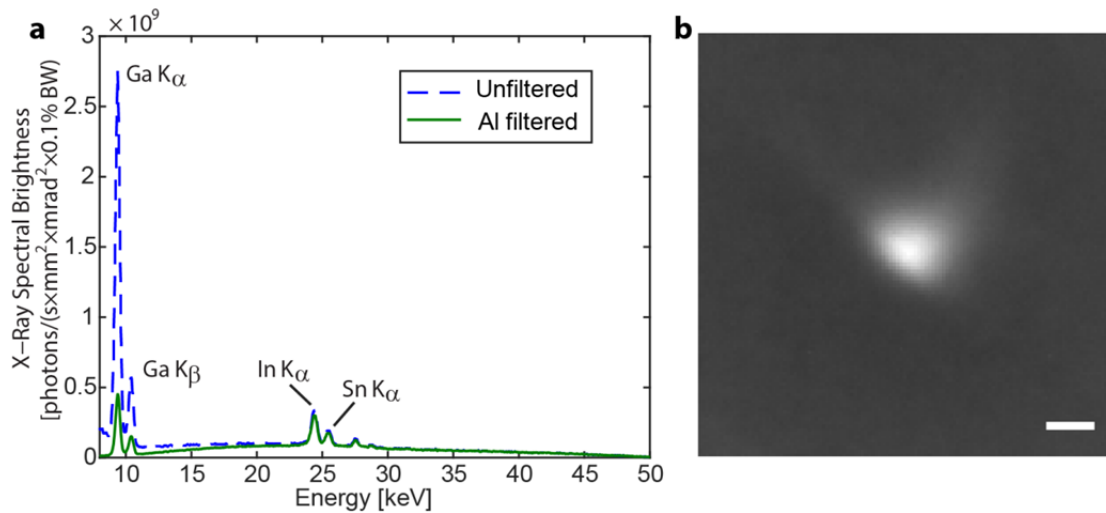 a
× 10⁹
3
2.5
2
1.5
1
0.5
0
X–Ray Spectral Brightness
[photons/(s×mm²×mrad²×0.1% BW)
Ga Kα
Ga Kβ
In Kα
Sn Kα
Unfiltered
Al filtered
10 15 20 25 30 35 40 45 50
Energy [keV]
b